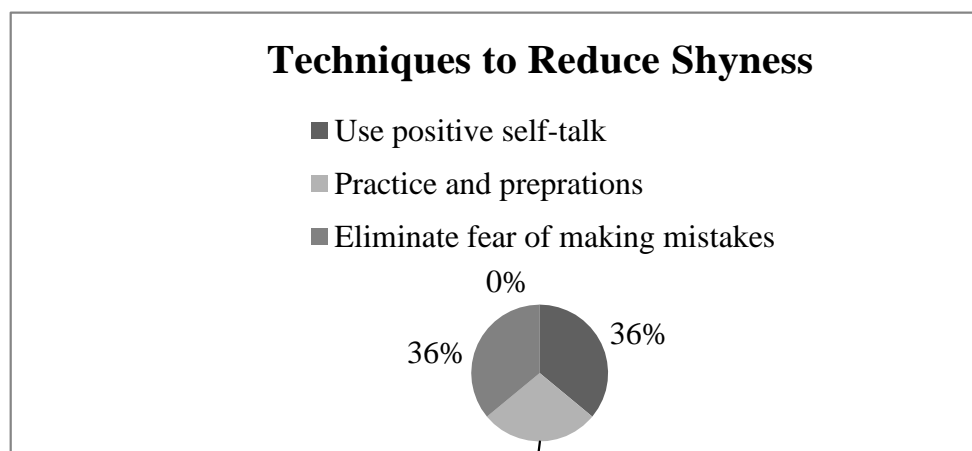 Techniques to Reduce Shyness
Use positive self-talk
Practice and preprations
Eliminate fear of making mistakes
0%
36%
36%